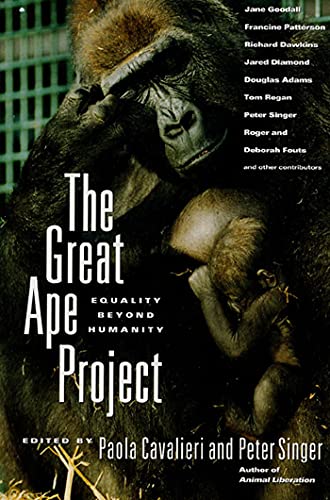 Jane Goodall
Francine Patterson
Richard Dawkins
Jared Diamond
Douglas Adams
Tom Regan
Peter Singer
Roger and
Deborah Fouts
and other contributors
The
Great
Ape
Project
EQUALITY
BEYOND
HUMANITY
EDITED BY Paola Cavalieri and Peter Singer
Author of
Animal Liberation